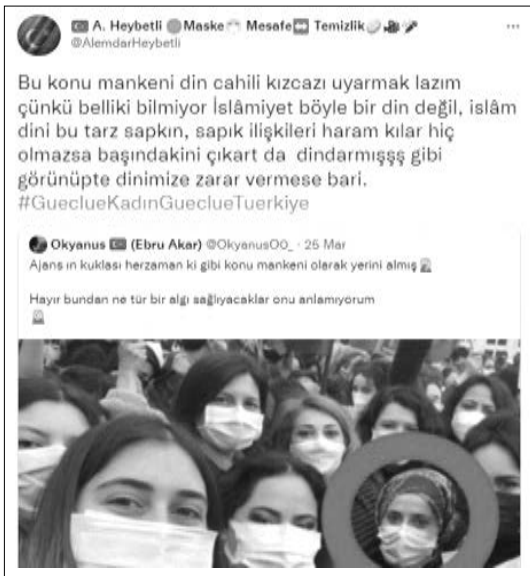 A. Heybetli Maske Mesafe Temizlik
@AlemdarHeybetli
Bu konu mankeni din cahili kızcazı uyarmak lazım
çünkü belliki bilmiyor İslâmiyet böyle bir din değil, islâm
dini bu tarz sapkın, sapık ilişkileri haram kılar hiç
olmazsa başındakini çıkart da dindarmışşş gibi
görünüpte dinimize zarar vermese bari.
#GueclueKadınGueclueTuerkiye
Okyanus (Ebru Akar) @OkyanusO0_ · 25 Mar
Ajans ın kuklası herzaman ki gibi konu mankeni olarak yerini almış
Hayır bundan ne tür bir algı sağlıyacaklar onu anlamıyorum